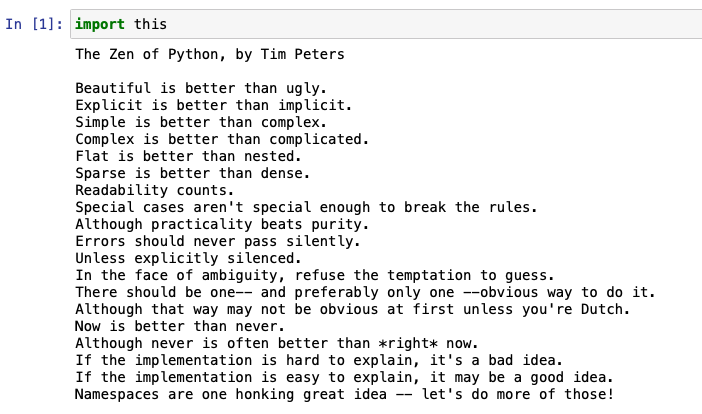 In [1]: import this
The Zen of Python, by Tim Peters

Beautiful is better than ugly.
Explicit is better than implicit.
Simple is better than complex.
Complex is better than complicated.
Flat is better than nested.
Sparse is better than dense.
Readability counts.
Special cases aren't special enough to break the rules.
Although practicality beats purity.
Errors should never pass silently.
Unless explicitly silenced.
In the face of ambiguity, refuse the temptation to guess.
There should be one-- and preferably only one --obvious way to do it.
Although that way may not be obvious at first unless you're Dutch.
Now is better than never.
Although never is often better than *right* now.
If the implementation is hard to explain, it's a bad idea.
If the implementation is easy to explain, it may be a good idea.
Namespaces are one honking great idea -- let's do more of those!